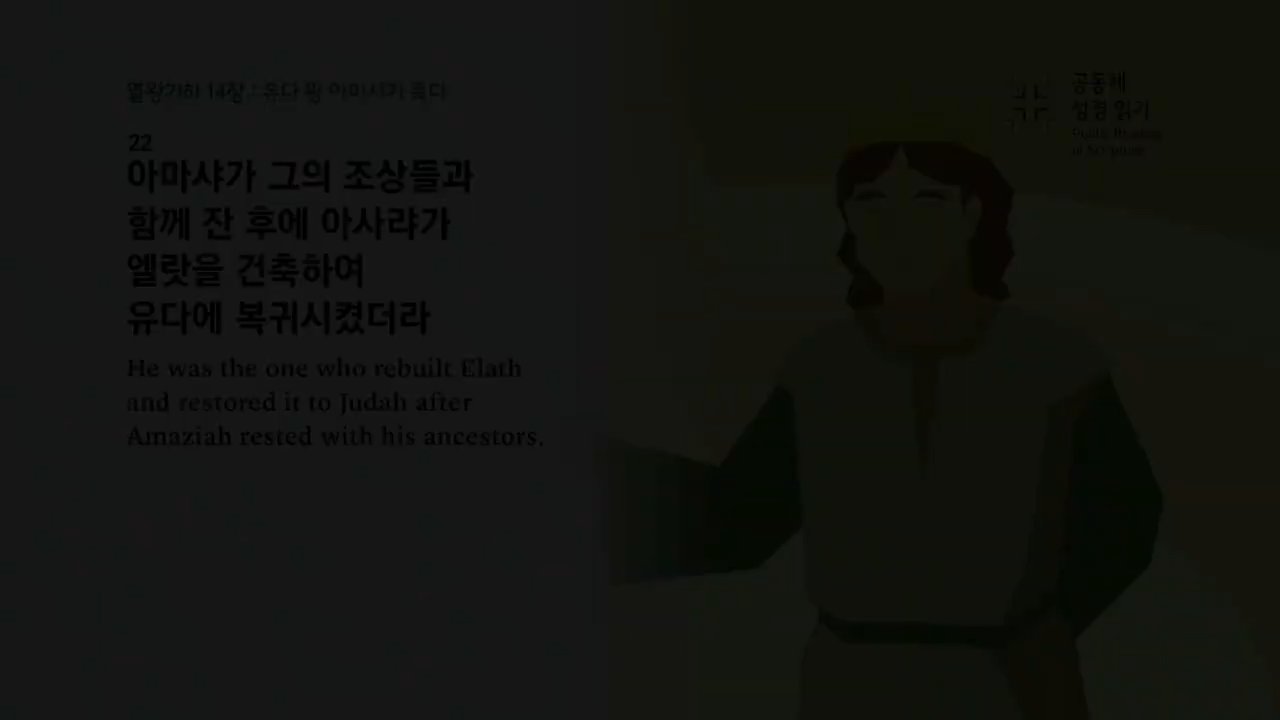 열왕기하 14장 / 유다 왕 아마샤가 죽다
22
아마샤가 그의 조상들과
함께 잔 후에 아사랴가
엘랏을 건축하여
유다에 복귀시켰더라
He was the one who rebuilt Elath
and restored it to Judah after
Amaziah rested with his ancestors.
공동체
성경 읽기
Public Reading
of Scripture